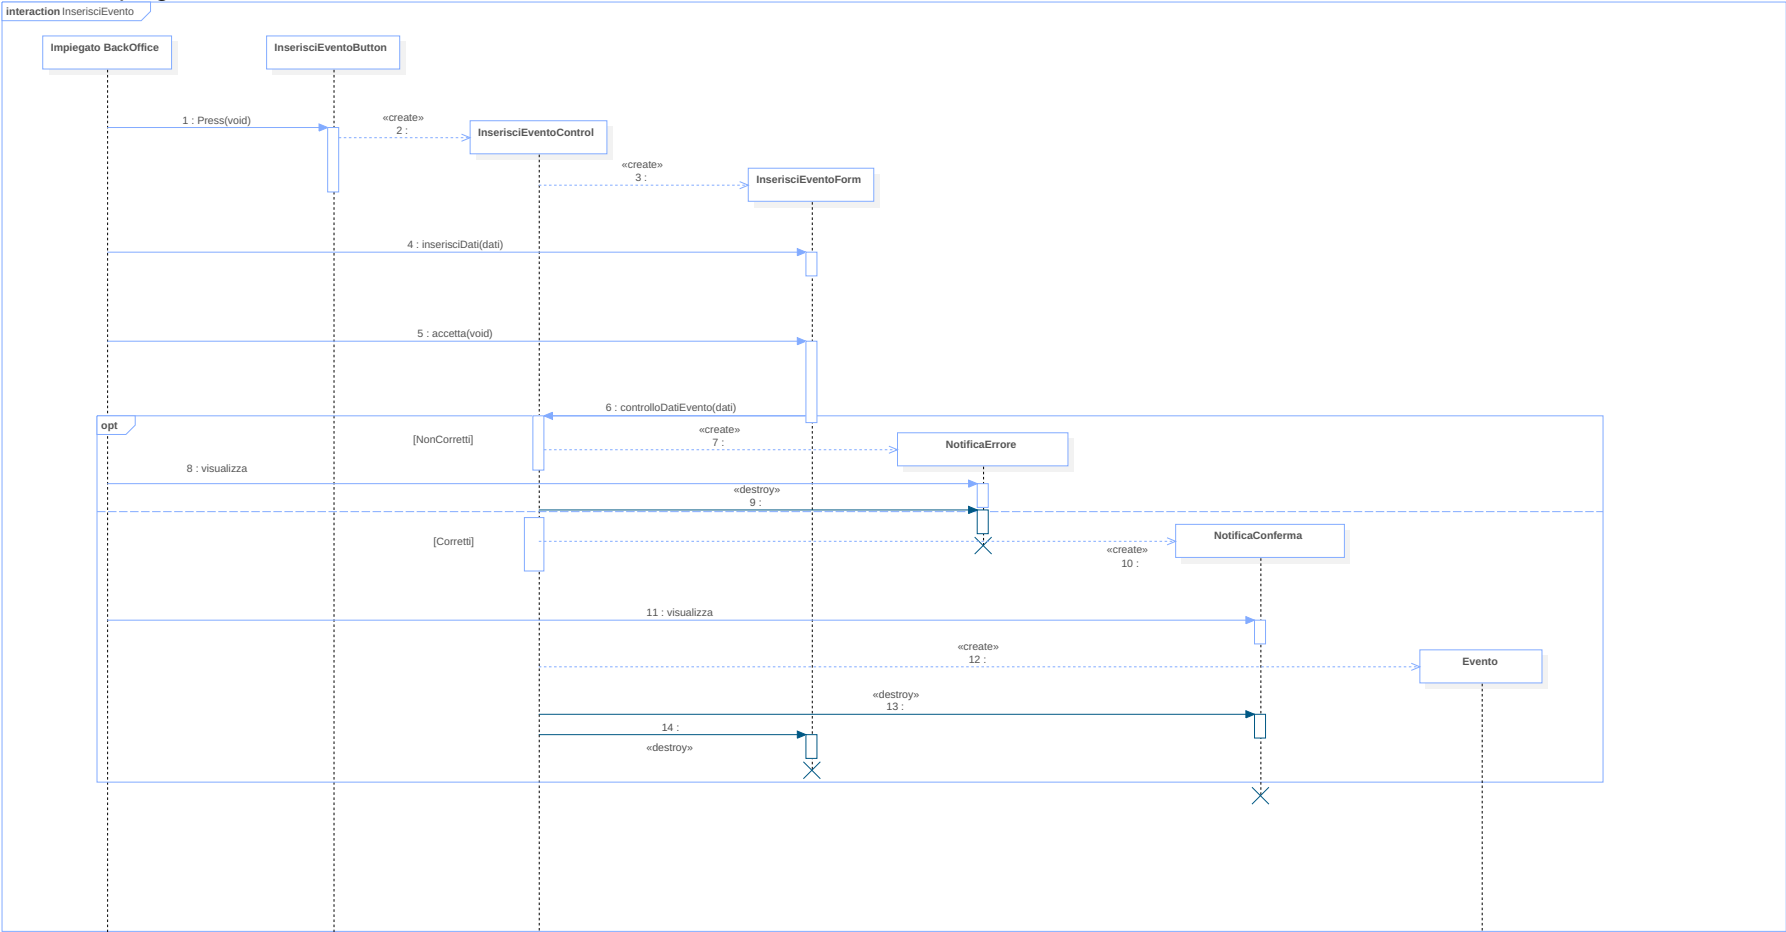 interaction InserisciEvento
Impiegato BackOffice
InserisciEventoButton
1 : Press(void)
«create»
2 :
InserisciEventoControl
«create»
3 :
InserisciEventoForm
4 : inserisciDati(dati)
5 : accetta(void)
6 : controlloDatiEvento(dati)
opt
[NonCorretti]
«create»
7 :
NotificaErrore
8 : visualizza
«destroy»
9 :
[Corretti]
NotificaConferma
«create»
10 :
11 : visualizza
«create»
12 :
Evento
«destroy»
13 :
14 :
«destroy»